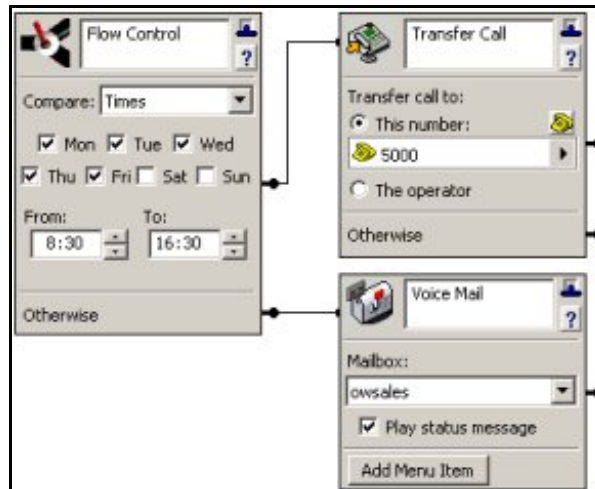 Flow Control
?
Compare: Times
Mon Tue Wed
Thu Fri Sat Sun
From: To:
8:30 16:30
Otherwise
Transfer Call
?
Transfer call to:
This number:
5000
The operator
Otherwise
Voice Mail
?
Mailbox:
owsales
Play status message
Add Menu Item